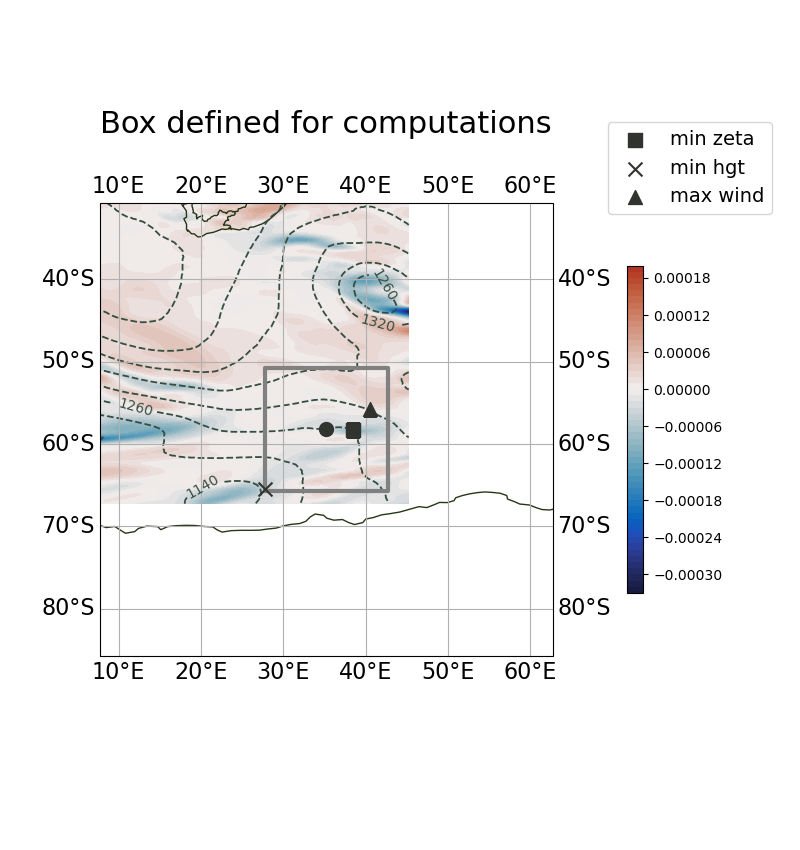 Box defined for computations
min zeta
min hgt
max wind
10°E 20°E 30°E 40°E 50°E 60°E
40°S 40°S
50°S 50°S
60°S 60°S
70°S 70°S
80°S 80°S
10°E 20°E 30°E 40°E 50°E 60°E
1260
1320
1260
1140
0.00018
0.00012
0.00006
0.00000
−0.00006
−0.00012
−0.00018
−0.00024
−0.00030